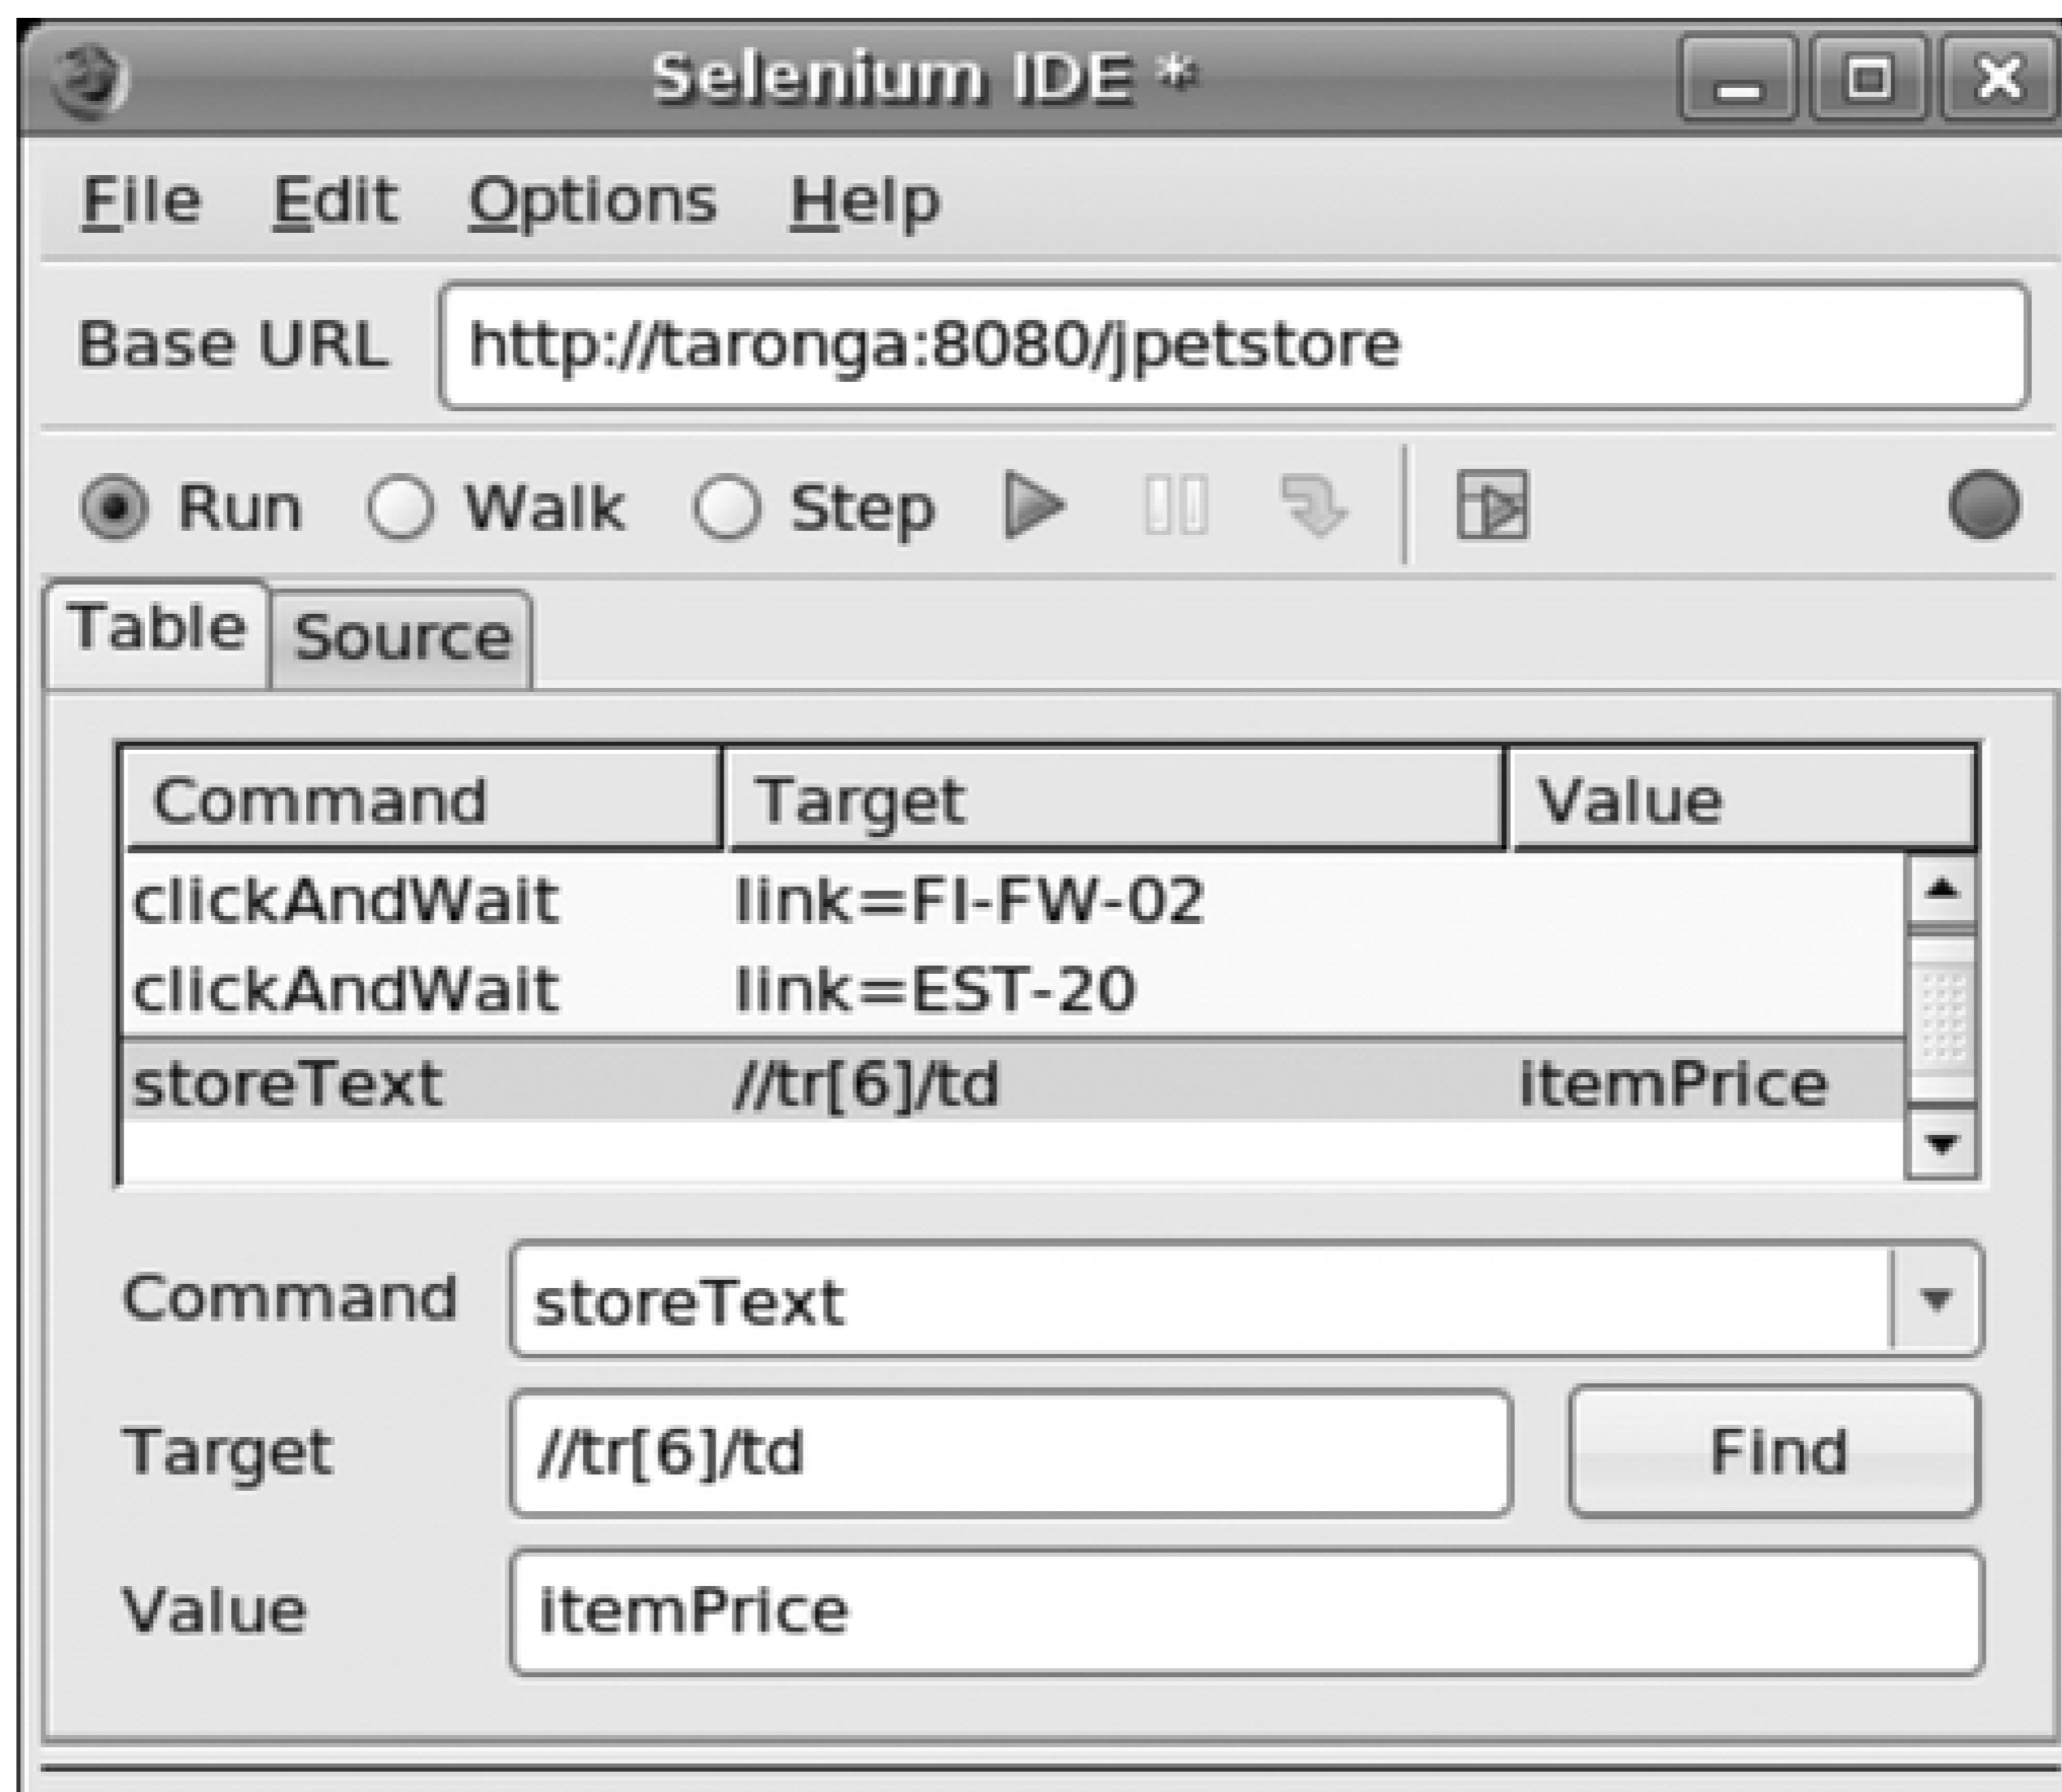 Selenium IDE *
File Edit Options Help
Base URL http://taronga:8080/jpetstore
Run Walk Step
Table Source
Command Target Value
clickAndWait link=FI-FW-02
clickAndWait link=EST-20
storeText //tr[6]/td itemPrice
Command storeText
Target //tr[6]/td Find
Value itemPrice